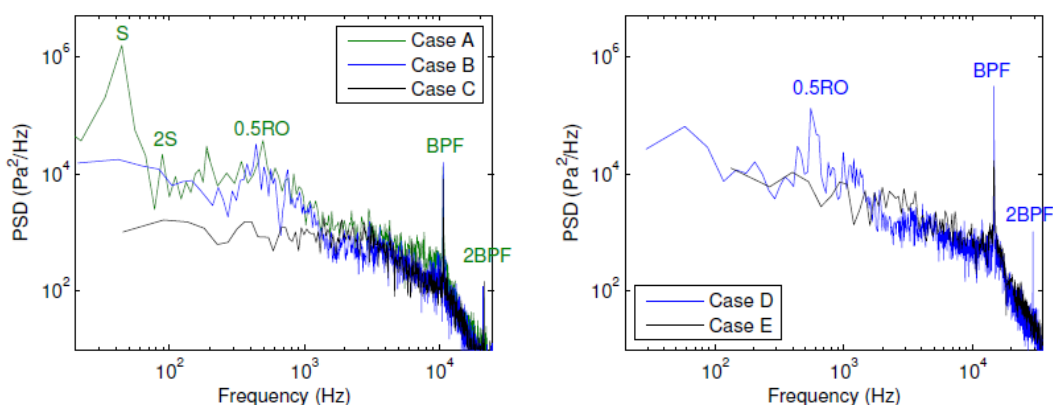 S
2S
0.5RO
BPF
2BPF
Case A
Case B
Case C
10^6
10^4
10^2
PSD (Pa^2/Hz)
10^2
10^3
10^4
Frequency (Hz)
0.5RO
BPF
2BPF
Case D
Case E
10^6
10^4
10^2
PSD (Pa^2/Hz)
10^2
10^3
10^4
Frequency (Hz)